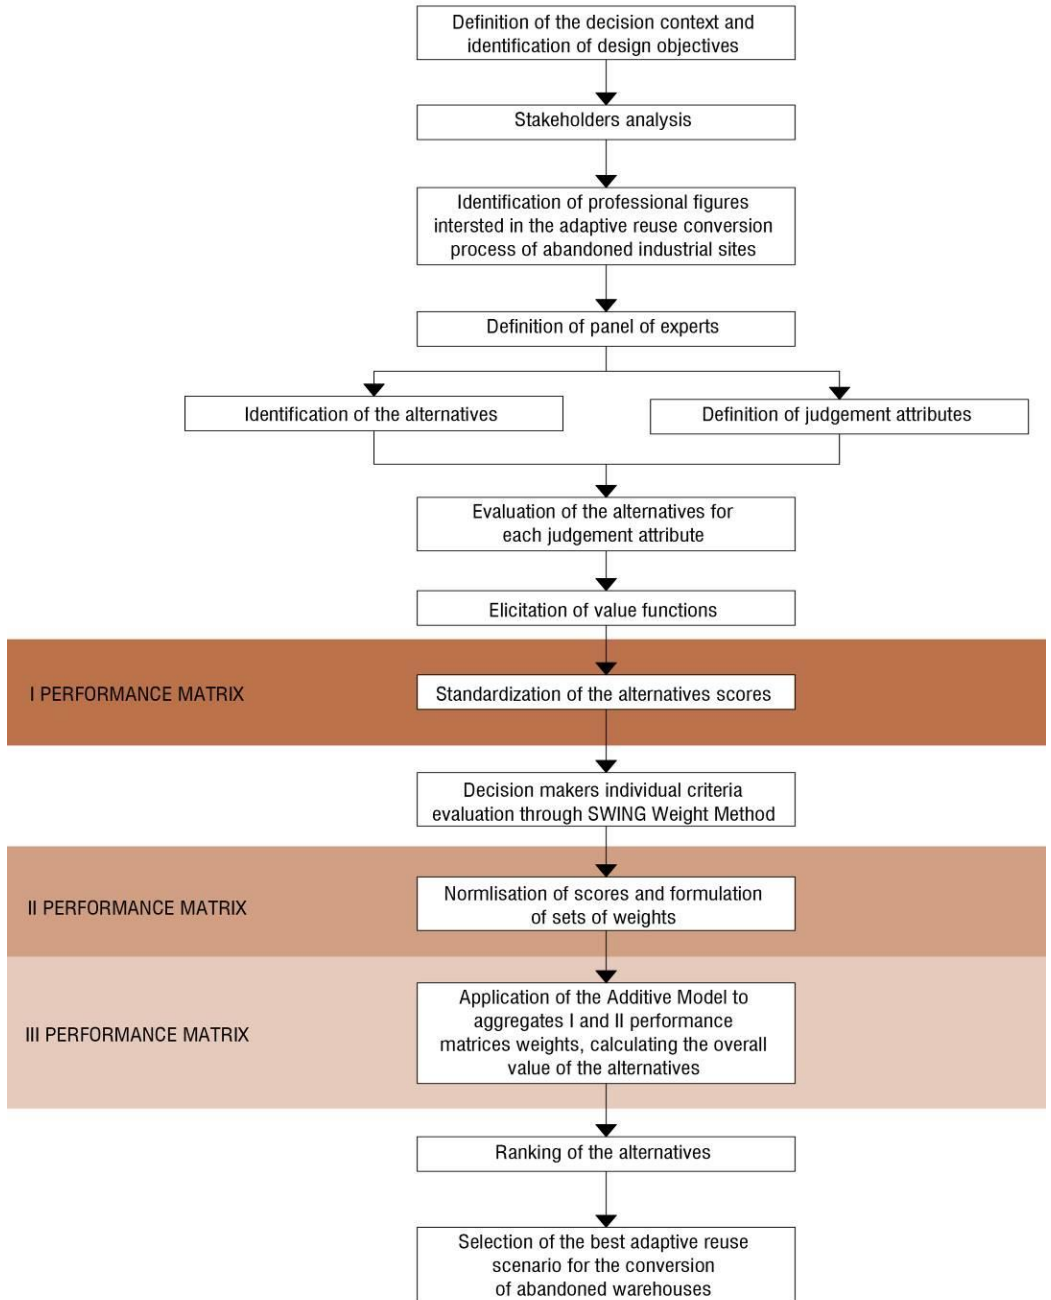 Definition of the decision context and
identification of design objectives
Stakeholders analysis
Identification of professional figures
intersted in the adaptive reuse conversion
process of abandoned industrial sites
Definition of panel of experts
Identification of the alternatives
Definition of judgement attributes
Evaluation of the alternatives for
each judgement attribute
Elicitation of value functions
I PERFORMANCE MATRIX
Standardization of the alternatives scores
Decision makers individual criteria
evaluation through SWING Weight Method
II PERFORMANCE MATRIX
Normlisation of scores and formulation
of sets of weights
III PERFORMANCE MATRIX
Application of the Additive Model to
aggregates I and II performance
matrices weights, calculating the overall
value of the alternatives
Ranking of the alternatives
Selection of the best adaptive reuse
scenario for the conversion
of abandoned warehouses